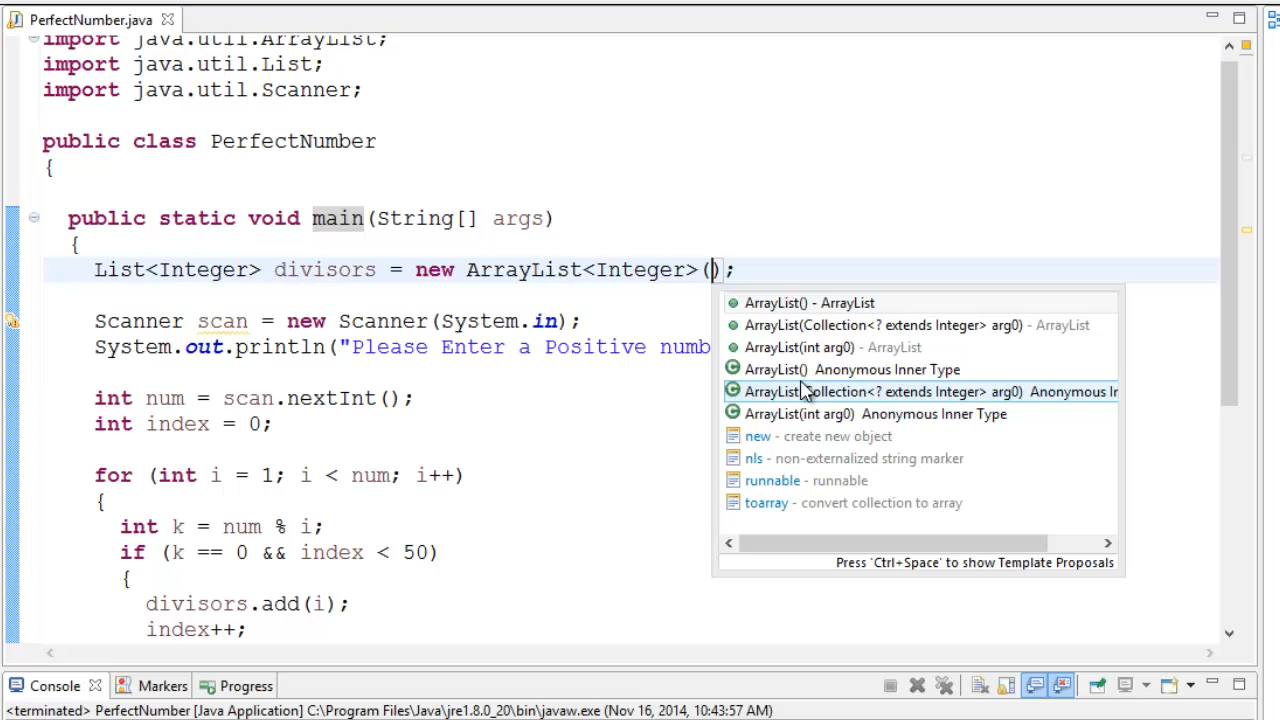 PerfectNumber.java
import java.util.ArrayList;
import java.util.List;
import java.util.Scanner;
public class PerfectNumber
{
public static void main(String[] args)
{
List<Integer> divisors = new ArrayList<Integer>();
Scanner scan = new Scanner(System.in);
System.out.println("Please Enter a Positive numb
int num = scan.nextInt();
int index = 0;
for (int i = 1; i < num; i++)
{
int k = num % i;
if (k == 0 && index < 50)
{
divisors.add(i);
index++;
ArrayList() - ArrayList
ArrayList(Collection<? extends Integer> arg0) - ArrayList
ArrayList(int arg0) - ArrayList
ArrayList() Anonymous Inner Type
ArrayList(Collection<? extends Integer> arg0) Anonymous Ir
ArrayList(int arg0) Anonymous Inner Type
new - create new object
nls - non-externalized string marker
runnable - runnable
toarray - convert collection to array
Press 'Ctrl+Space' to show Template Proposals
Console Markers Progress
<terminated> PerfectNumber [Java Application] C:\Program Files\Java\jre1.8.0_20\bin\javaw.exe (Nov 16, 2014, 10:43:57 AM)